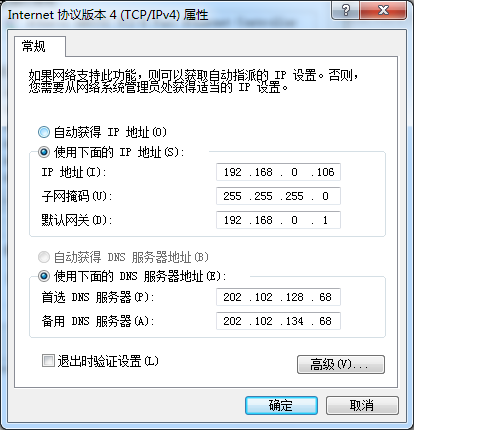 Internet 协议版本 4 (TCP/IPv4) 属性
常规
如果网络支持此功能，则可以获取自动指派的 IP 设置。否则，
您需要从网络系统管理员处获得适当的 IP 设置。
自动获得 IP 地址(O)
使用下面的 IP 地址(S):
IP 地址(I): 192 .168 . 0 .106
子网掩码(U): 255 .255 .255 . 0
默认网关(D): 192 .168 . 0 . 1
自动获得 DNS 服务器地址(B)
使用下面的 DNS 服务器地址(E):
首选 DNS 服务器(P): 202 .102 .128 .68
备用 DNS 服务器(A): 202 .102 .134 .68
退出时验证设置(L)
高级(V)...
确定 取消